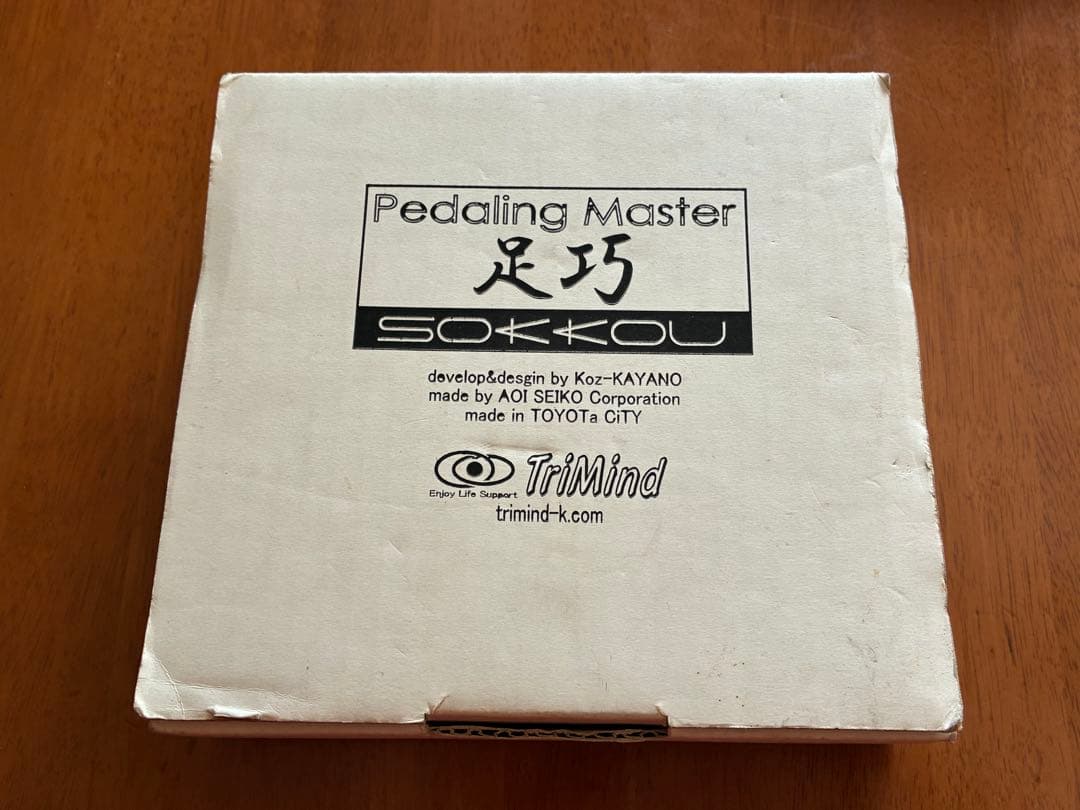 Pedaling Master
足巧
SOKKOU
develop&desgin by Koz-KAYANO
made by AOI SEIKO Corporation
made in TOYOTa CiTY
Enjoy Life Support TriMind
trimind-k.com